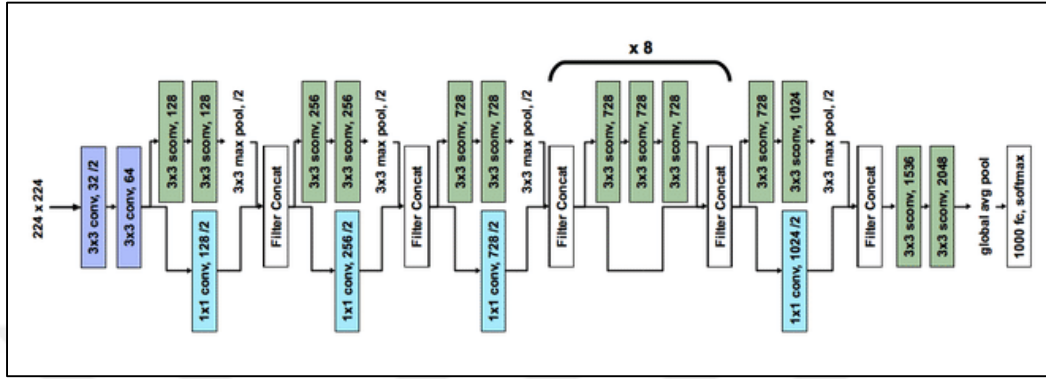 224 x 224
3x3 conv, 32 /2
3x3 conv, 64
3x3 sconv, 128
3x3 sconv, 128
3x3 max pool, /2
1x1 conv, 128 /2
Filter Concat
3x3 sconv, 256
3x3 sconv, 256
3x3 max pool, /2
1x1 conv, 256 /2
Filter Concat
3x3 sconv, 728
3x3 sconv, 728
3x3 max pool, /2
1x1 conv, 728 /2
Filter Concat
x 8
3x3 sconv, 728
3x3 sconv, 728
3x3 sconv, 728
Filter Concat
3x3 sconv, 728
3x3 sconv, 1024
3x3 max pool, /2
1x1 conv, 1024 /2
Filter Concat
3x3 sconv, 1536
3x3 sconv, 2048
global avg pool
1000 fc, softmax